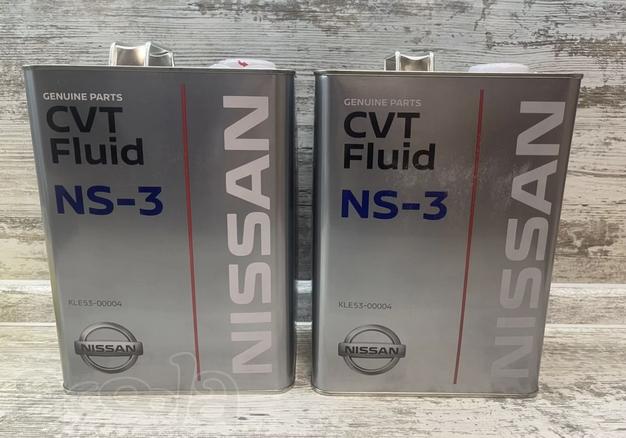 GENUINE PARTS
CVT
Fluid
NS-3
KLE53-00004
NISSAN
NISSAN
GENUINE PARTS
CVT
Fluid
NS-3
KLE53-00004
NISSAN
NISSAN